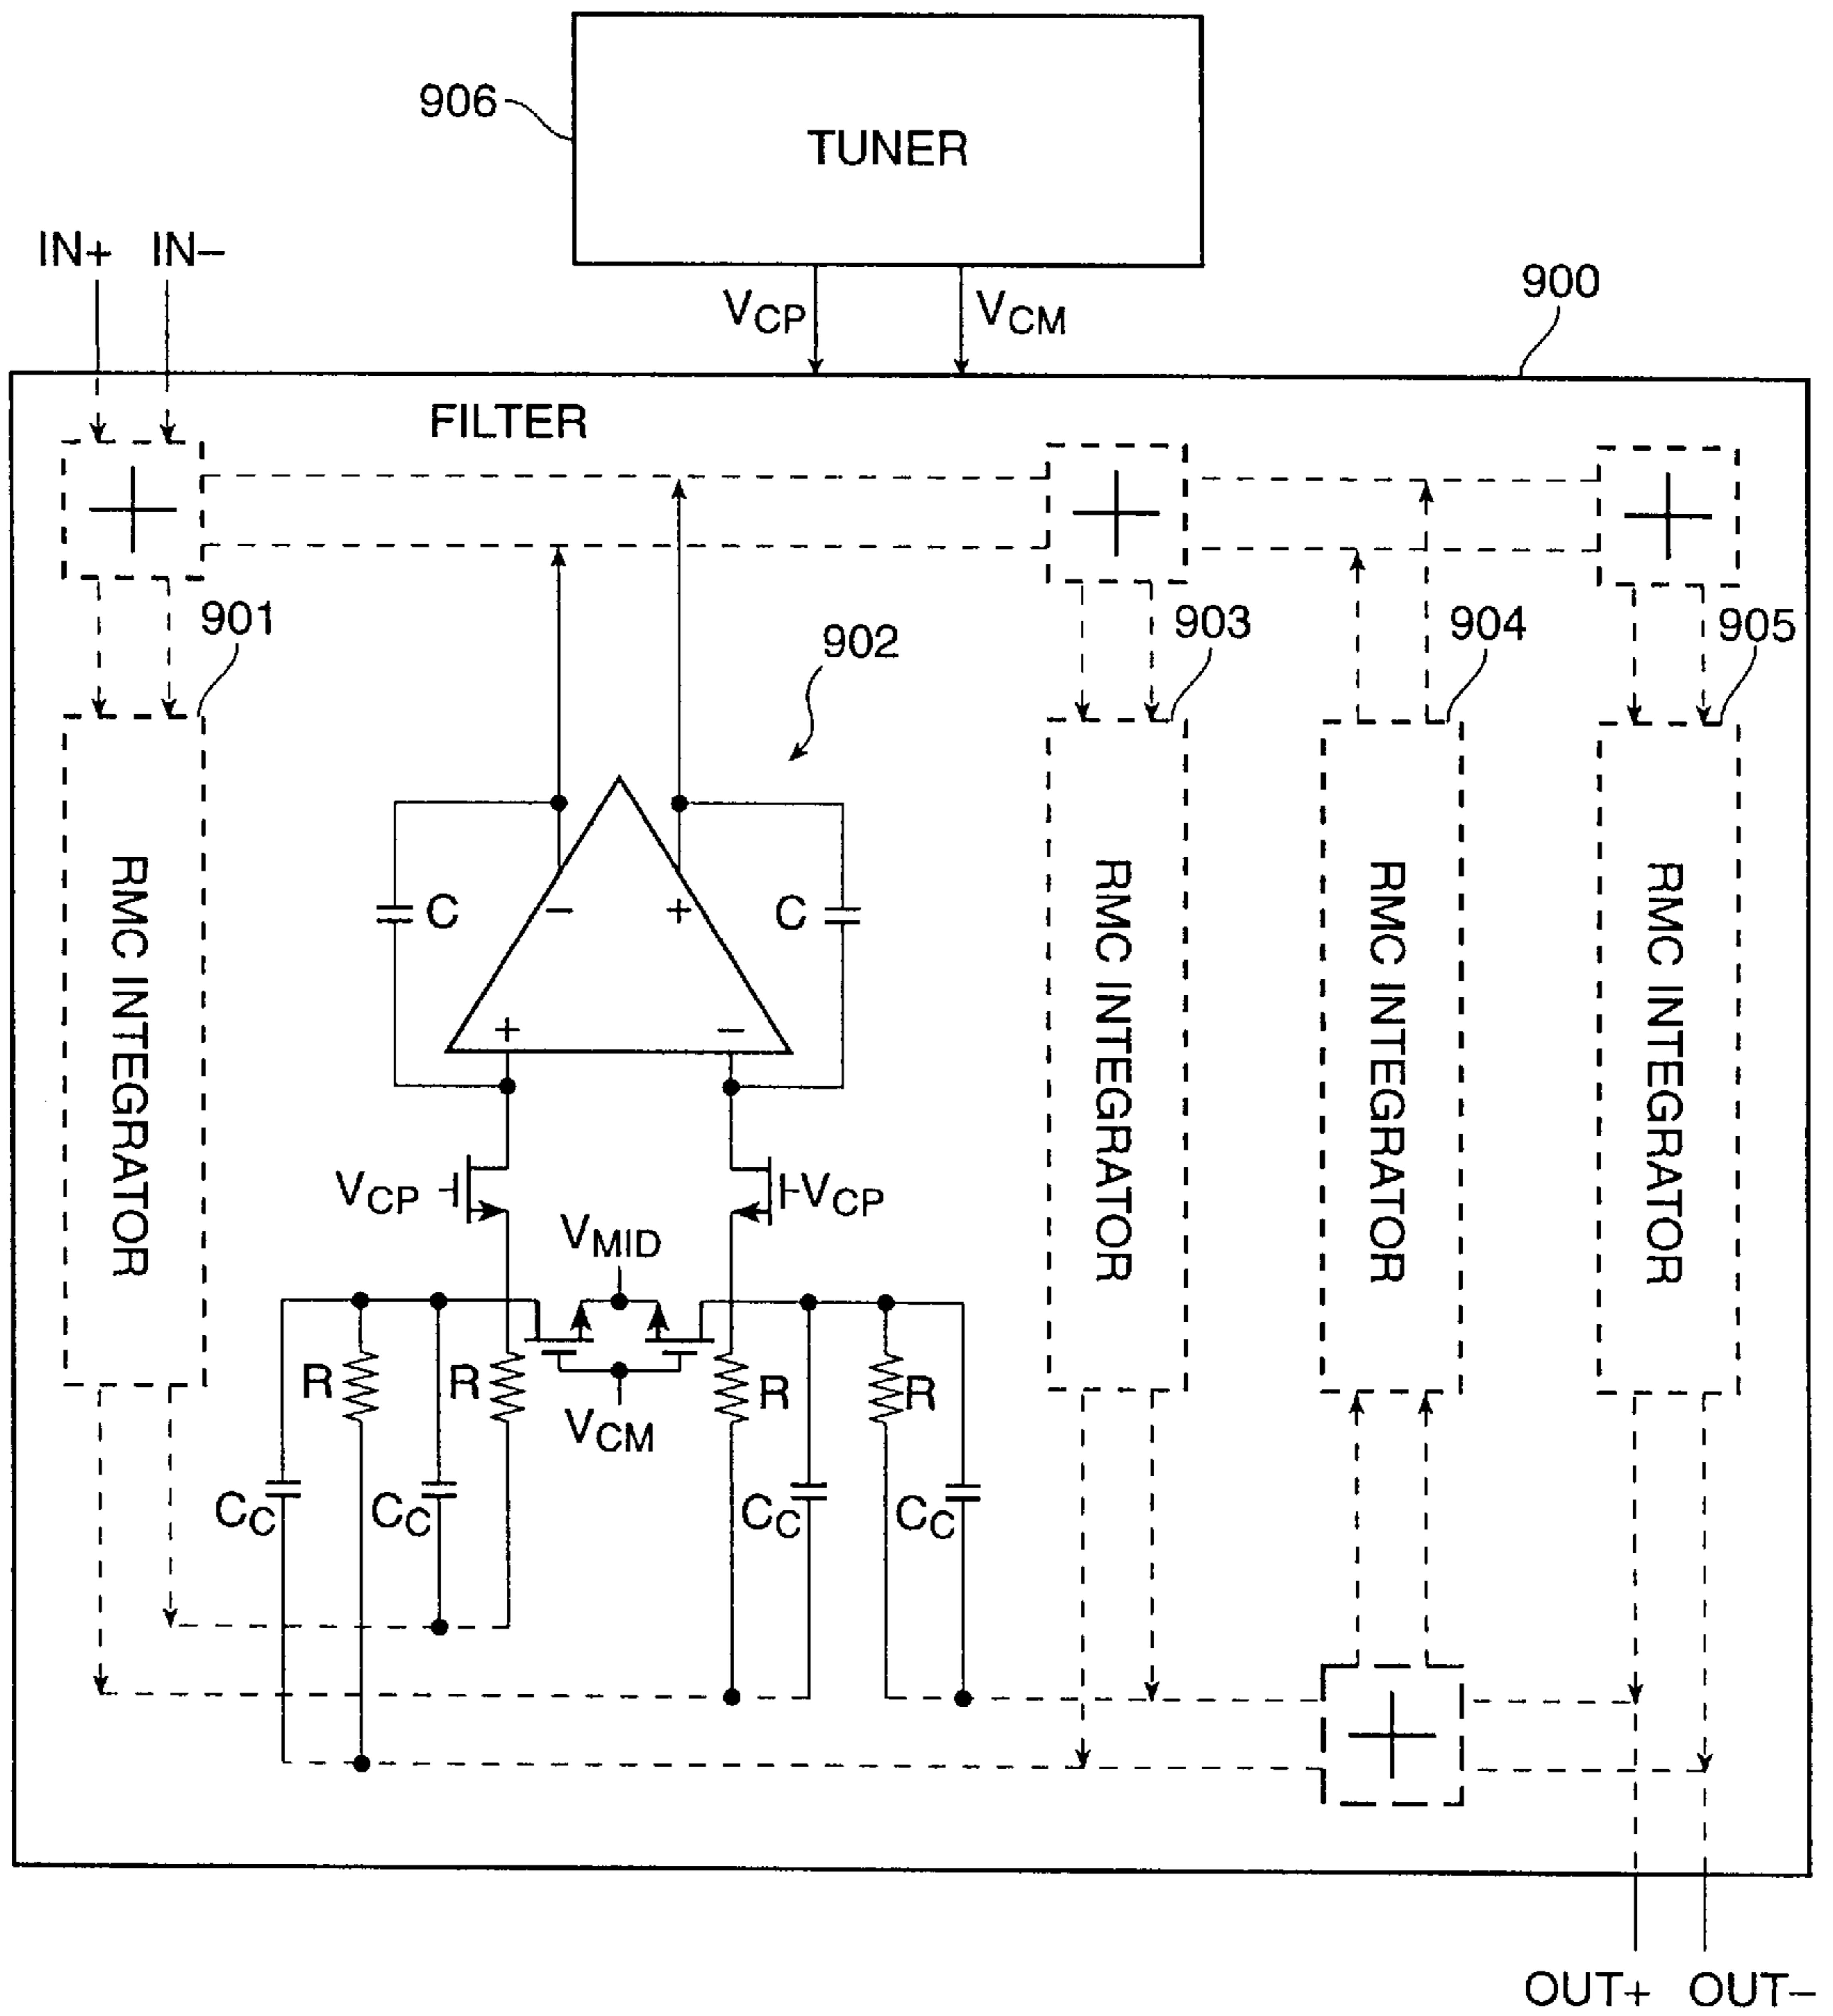 906
TUNER
IN+ IN−
VCP VCM
900
FILTER
901
902
903
904
905
RMC INTEGRATOR
C
C
− +
+ −
RMC INTEGRATOR
RMC INTEGRATOR
RMC INTEGRATOR
VCP VCP
VMID
R R R R
VCM
CC CC CC CC
OUT+ OUT−